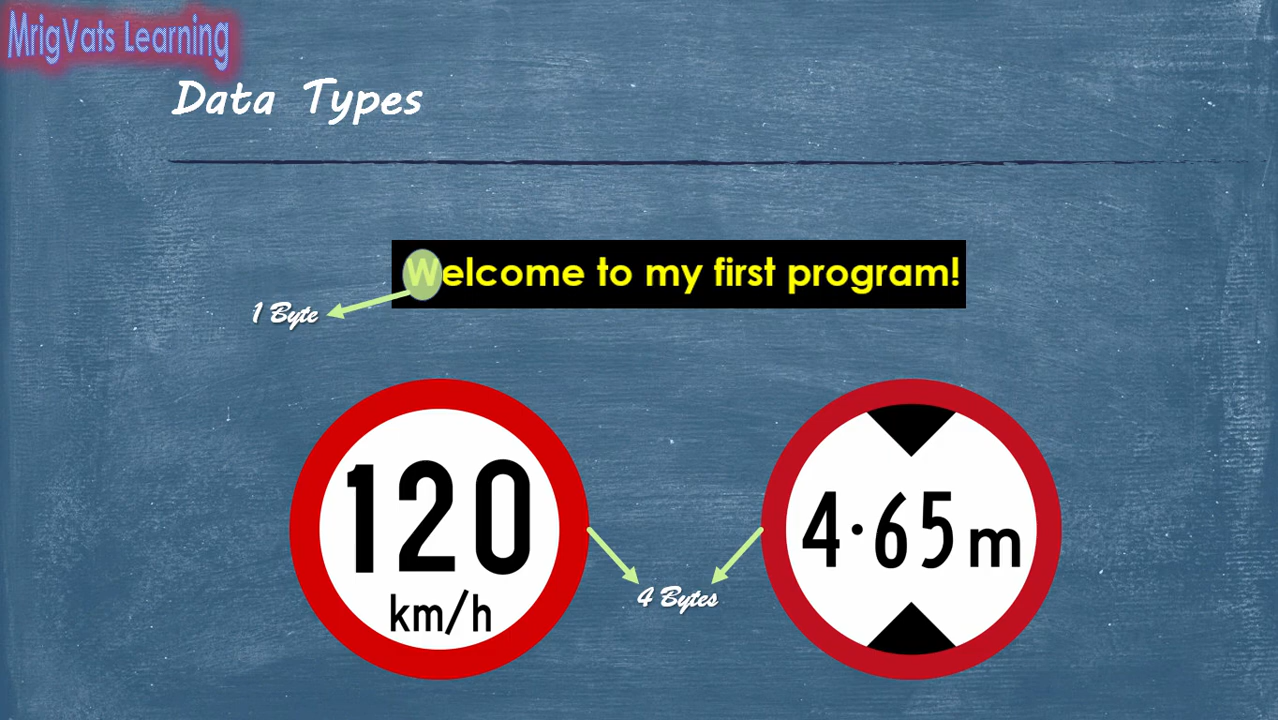 MrigVats Learning
Data Types
Welcome to my first program!
1 Byte
120
km/h
4·65m
4 Bytes